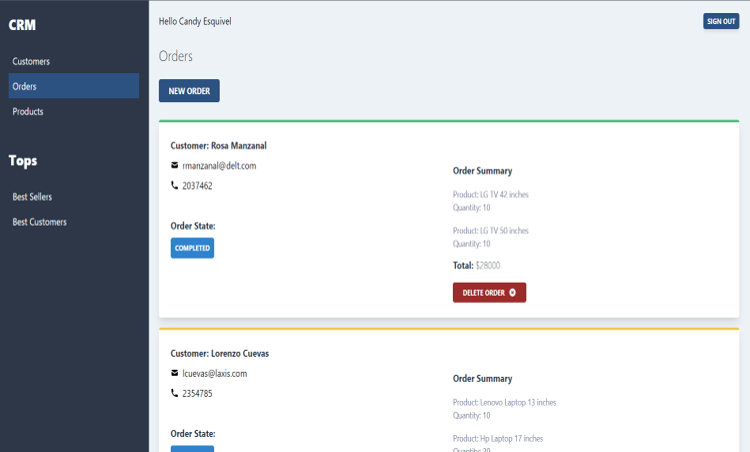 CRM
Customers
Orders
Products
Tops
Best Sellers
Best Customers
Hello Candy Esquivel
SIGN OUT
Orders
NEW ORDER
Customer: Rosa Manzanal
rmanzanal@delt.com
2037462
Order State:
COMPLETED
Order Summary
Product: LG TV 42 inches
Quantity: 10
Product: LG TV 50 inches
Quantity: 10
Total: $28000
DELETE ORDER
Customer: Lorenzo Cuevas
lcuevas@laxis.com
2354785
Order State:
Order Summary
Product: Lenovo Laptop 13 inches
Quantity: 10
Product: Hp Laptop 17 inches
Quantity: 20